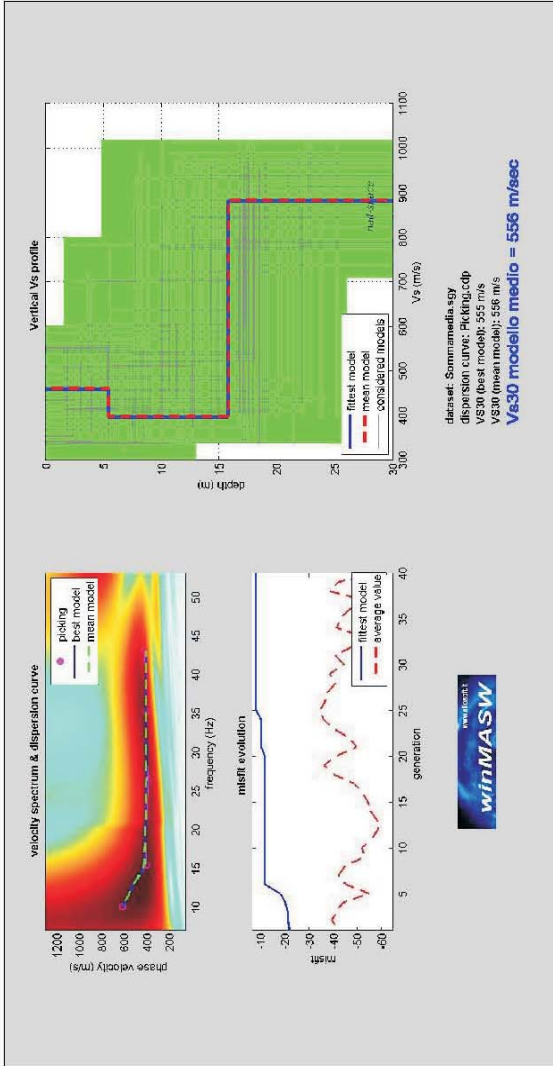 velocity spectrum & dispersion curve
phase velocity (m/s)
1200
1000
800
600
400
200
picking
best model
mean model
10
15
20
25
30
35
40
45
50
frequency (Hz)
misfit evolution
misfit
-10
-20
-30
-40
-50
-60
fittest model
average value
5
10
15
20
25
30
35
40
generation
winMASW
Vertical Vs profile
depth (m)
0
5
10
15
20
25
30
fittest model
mean model
considered models
300
400
500
600
700
800
900
1000
1100
Vs (m/s)
dataset: Sommamedia.sgy
dispersion curve: Picking.cdp
VS30 (best model): 555 m/s
VS30 (mean model): 556 m/s
Vs30 modello medio = 556 m/sec